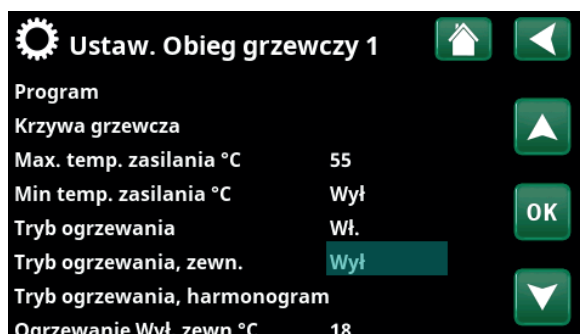 Ustaw. Obieg grzewczy 1
Program
Krzywa grzewcza
Max. temp. zasilania °C 55
Min temp. zasilania °C Wył
Tryb ogrzewania Wł.
OK
Tryb ogrzewania, zewn. Wył
Tryb ogrzewania, harmonogram
Ogrzewanie Wył, zewn °C 18